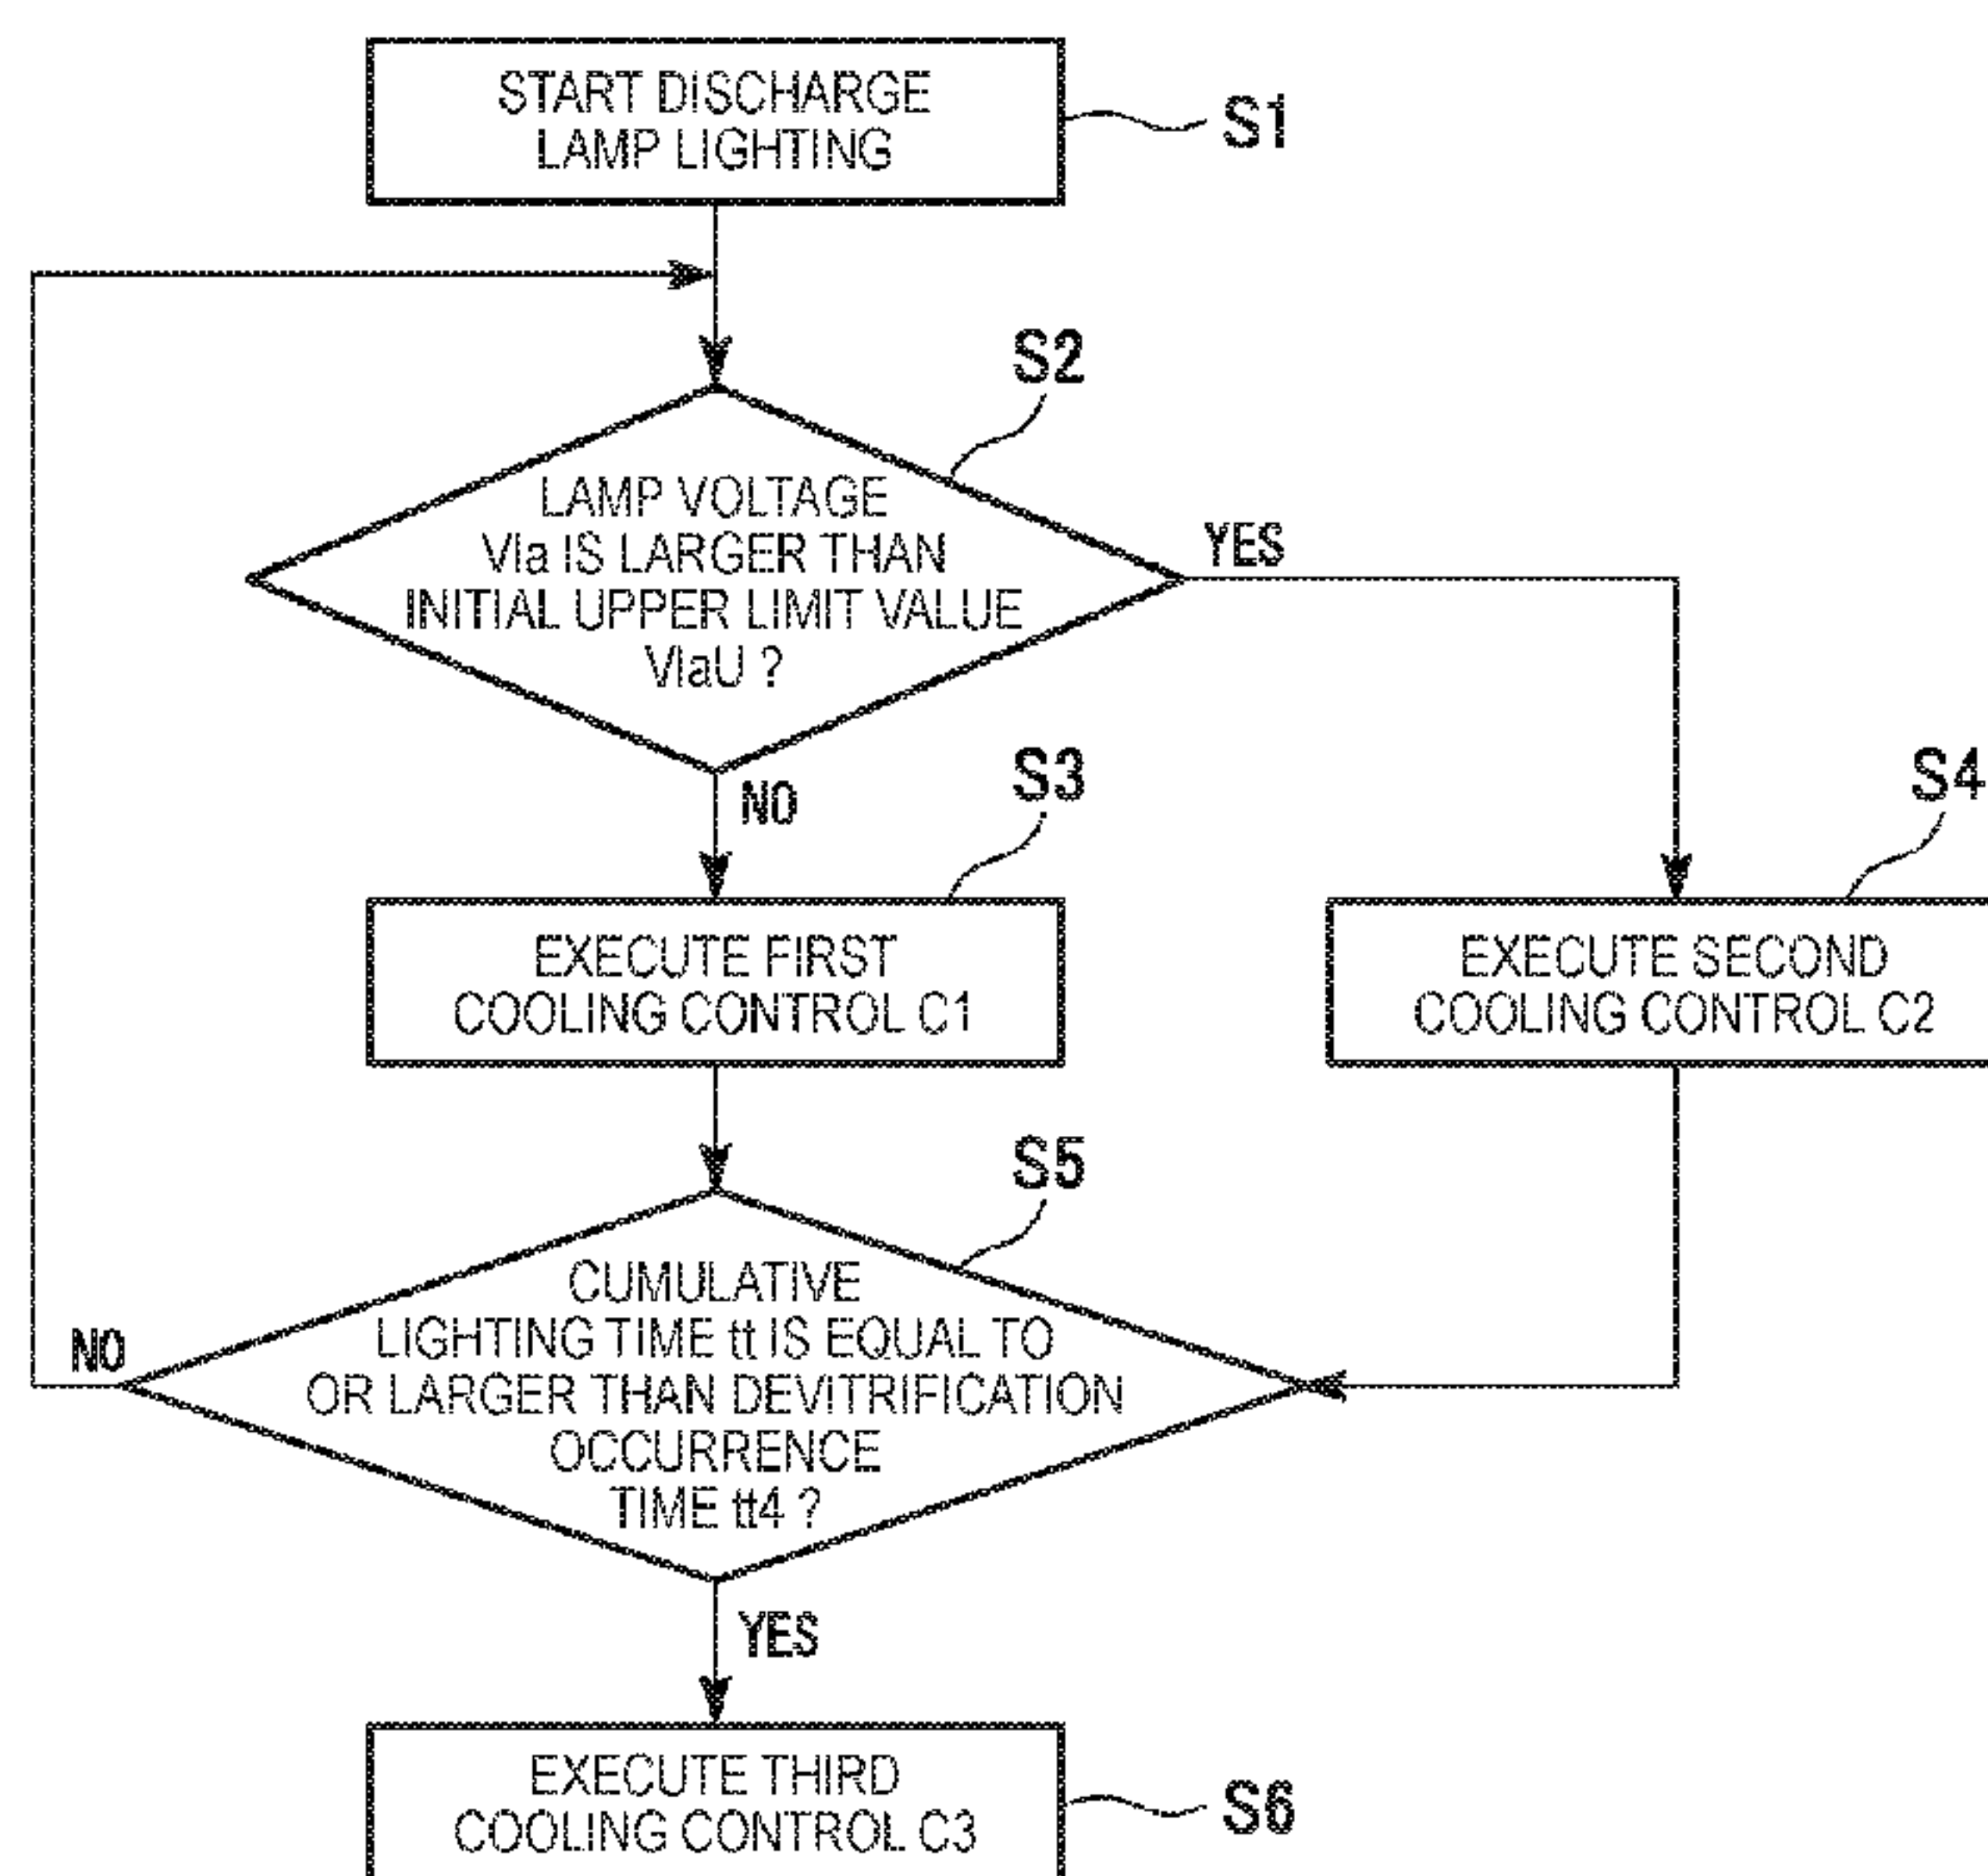 START DISCHARGE
LAMP LIGHTING
S1
S2
LAMP VOLTAGE
Vla IS LARGER THAN
INITIAL UPPER LIMIT VALUE
VlaU ?
YES
NO
S3
S4
EXECUTE FIRST
COOLING CONTROL C1
EXECUTE SECOND
COOLING CONTROL C2
S5
CUMULATIVE
LIGHTING TIME tt IS EQUAL TO
OR LARGER THAN DEVITRIFICATION
OCCURRENCE
TIME tt4 ?
NO
YES
EXECUTE THIRD
COOLING CONTROL C3
S6